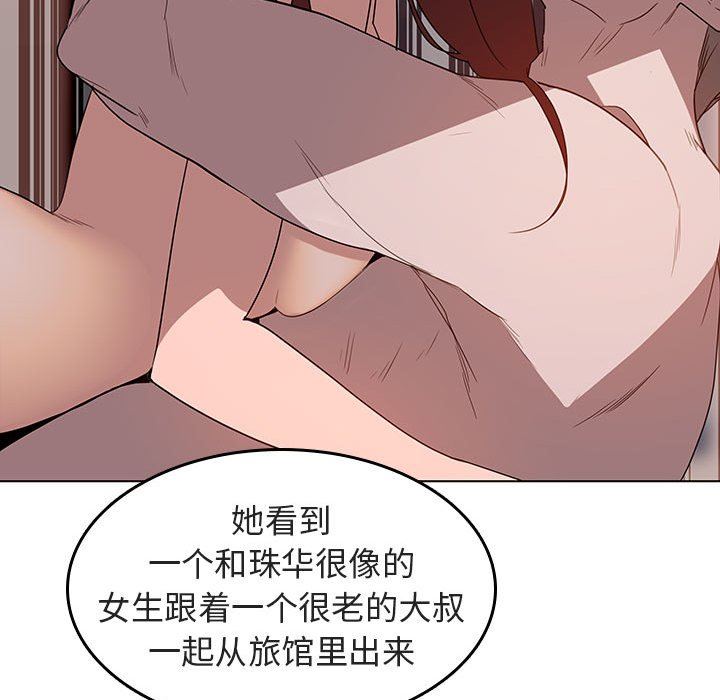 她看到
一个和珠华很像的
女生跟着一个很老的大叔
一起从旅馆里出来